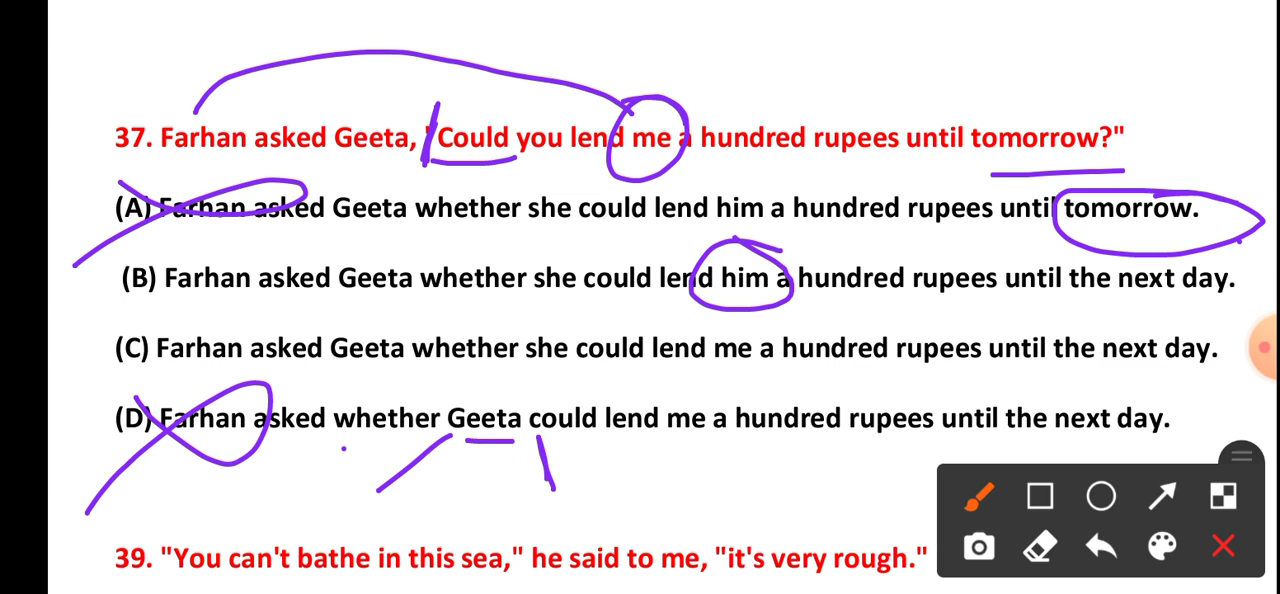 37. Farhan asked Geeta, "Could you lend me a hundred rupees until tomorrow?"
(A) Farhan asked Geeta whether she could lend him a hundred rupees until tomorrow.
(B) Farhan asked Geeta whether she could lend him a hundred rupees until the next day.
(C) Farhan asked Geeta whether she could lend me a hundred rupees until the next day.
(D) Farhan asked whether Geeta could lend me a hundred rupees until the next day.
39. "You can't bathe in this sea," he said to me, "it's very rough."